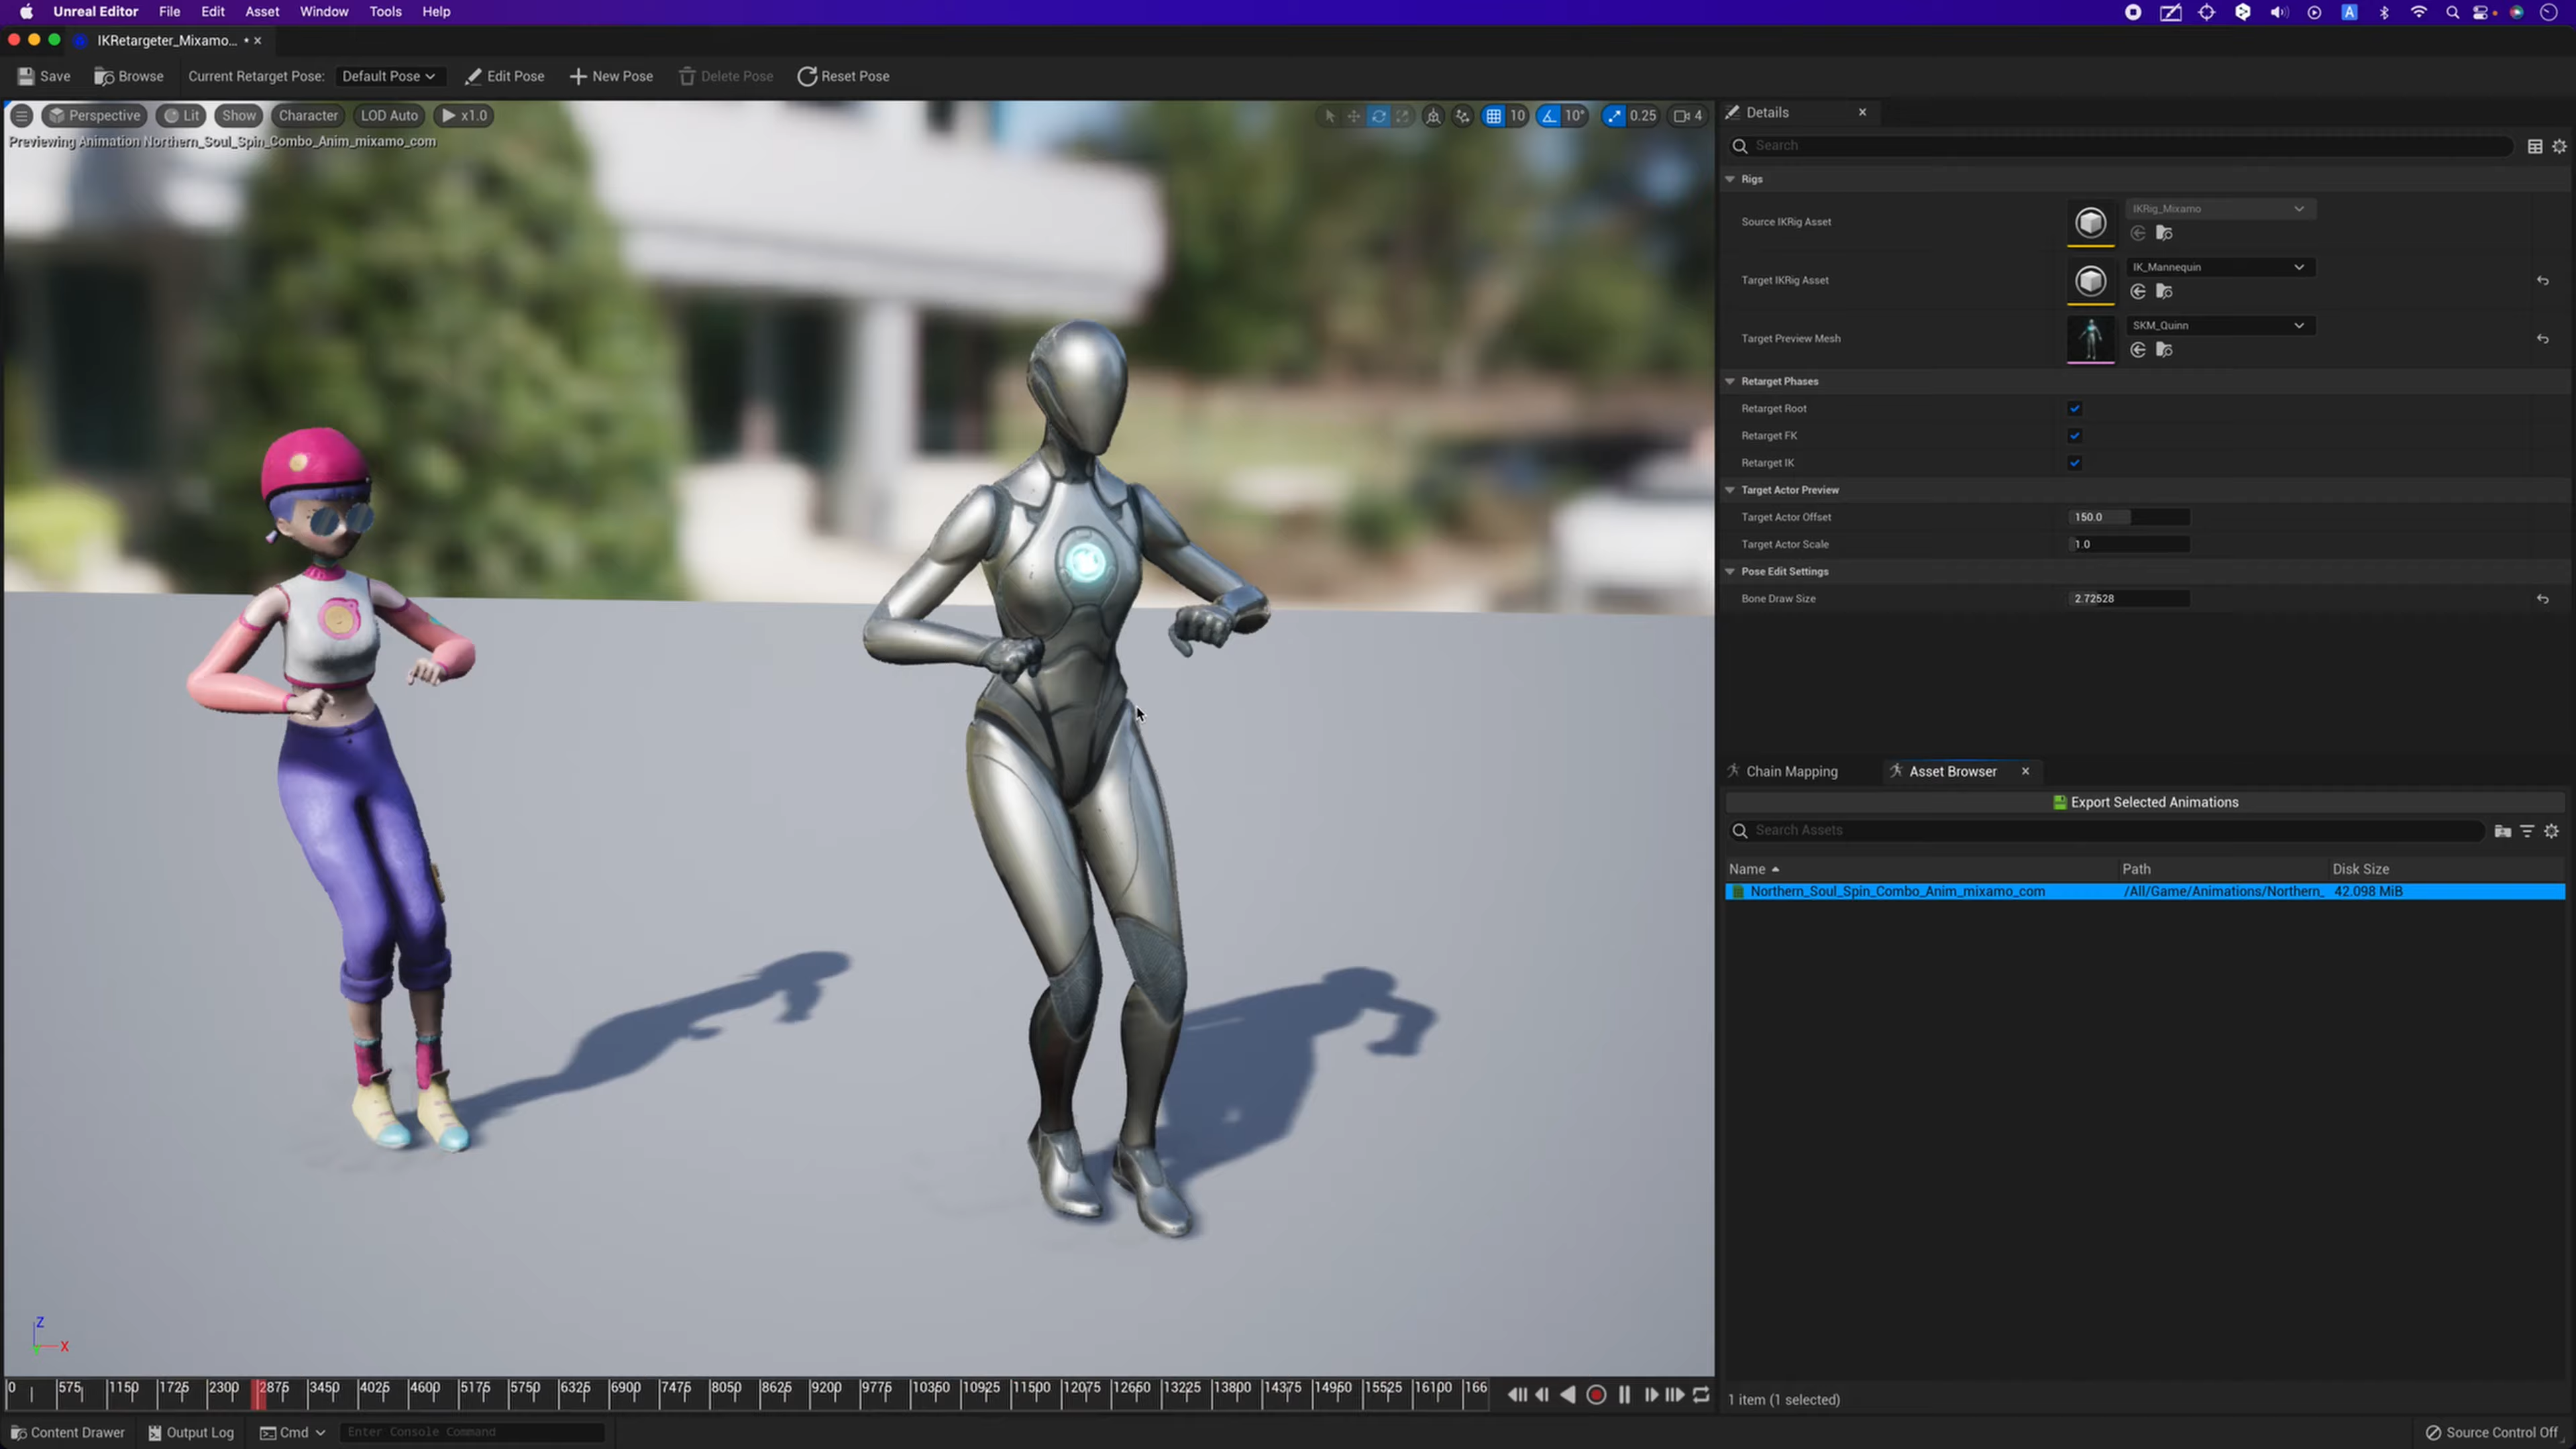 Unreal Editor File Edit Asset Window Tools Help A
IKRetargeter_Mixamo... •
Save Browse Current Retarget Pose: Default Pose Edit Pose New Pose Delete Pose Reset Pose
Perspective Lit Show Character LOD Auto x1.0 10 10° 0.25 4
Previewing Animation Northern_Soul_Spin_Combo_Anim_mixamo_com
Details
Search
Rigs
Source IKRig Asset IKRig_Mixamo
Target IKRig Asset IK_Mannequin
Target Preview Mesh SKM_Quinn
Retarget Phases
Retarget Root
Retarget FK
Retarget IK
Target Actor Preview
Target Actor Offset 150.0
Target Actor Scale 1.0
Pose Edit Settings
Bone Draw Size 2.72528
Chain Mapping Asset Browser
Export Selected Animations
Search Assets
Name Path Disk Size
Northern_Soul_Spin_Combo_Anim_mixamo_com /All/Game/Animations/Northern_ 42.098 MiB
1 item (1 selected)
Z
X
0 575 1150 1725 2300 2875 3450 4025 4600 5175 5750 6325 6900 7475 8050 8625 9200 9775 10350 10925 11500 12075 12650 13225 13800 14375 14950 15525 16100 166
Content Drawer Output Log Cmd Enter Console Command Source Control Off